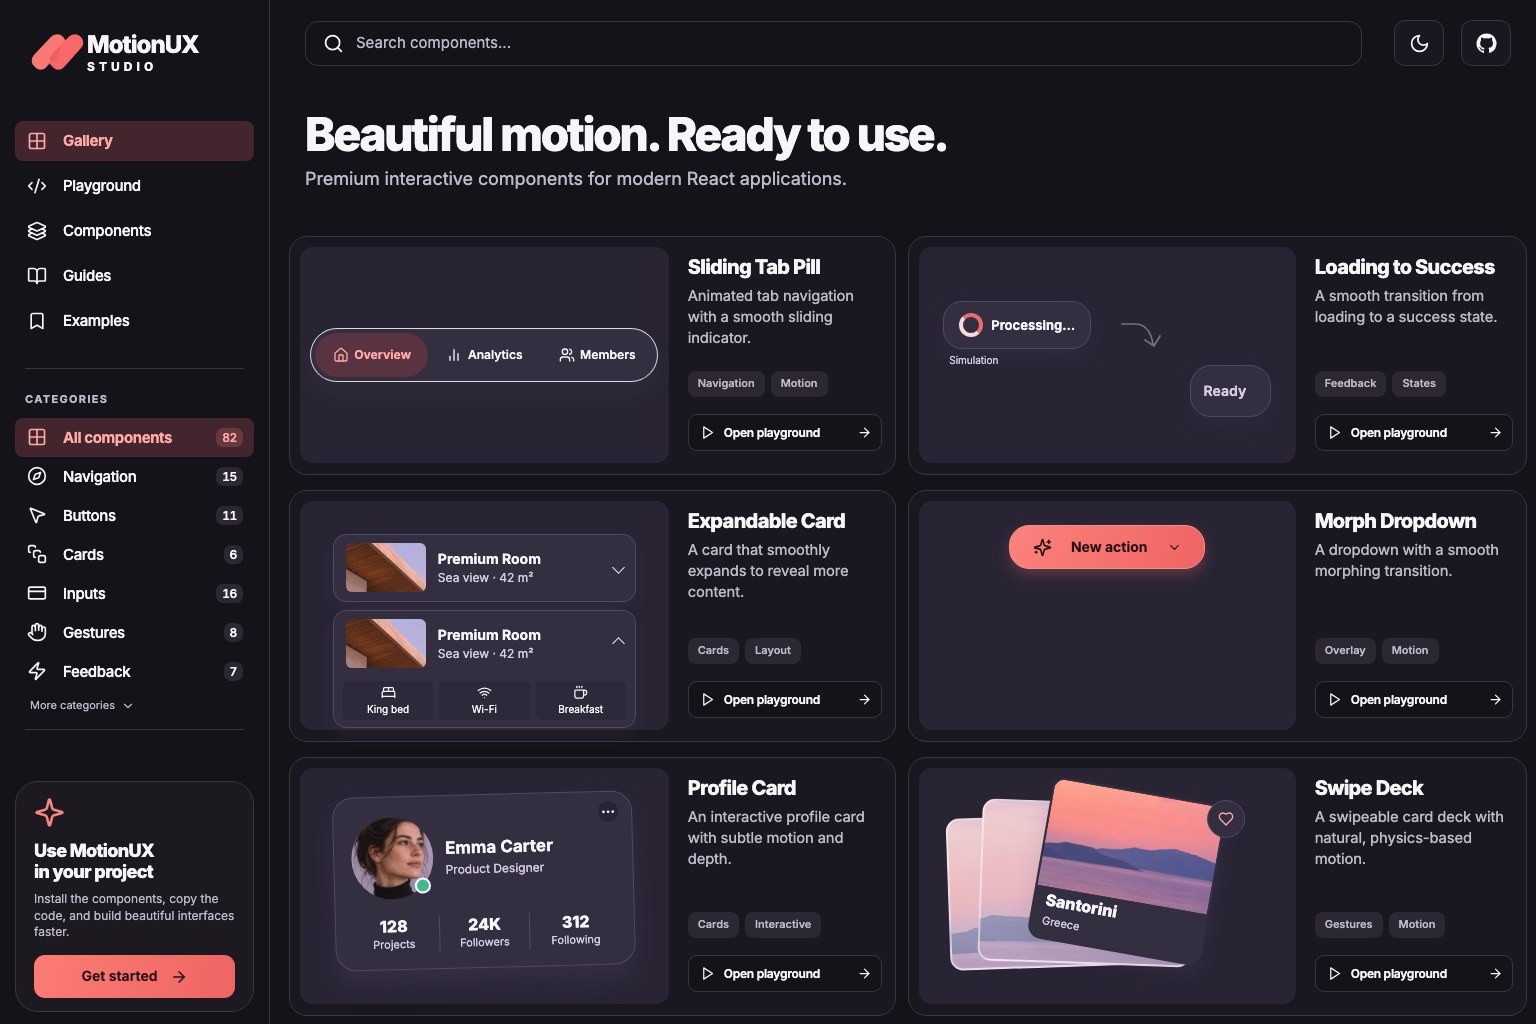 MotionUX
STUDIO
Search components...
Gallery
Playground
Components
Guides
Examples
CATEGORIES
All components 82
Navigation 15
Buttons 11
Cards 6
Inputs 16
Gestures 8
Feedback 7
More categories
Use MotionUX
in your project
Install the components, copy the
code, and build beautiful interfaces
faster.
Get started
Beautiful motion. Ready to use.
Premium interactive components for modern React applications.
Overview Analytics Members
Sliding Tab Pill
Animated tab navigation
with a smooth sliding
indicator.
Navigation Motion
Open playground
Processing...
Simulation
Ready
Loading to Success
A smooth transition from
loading to a success state.
Feedback States
Open playground
Premium Room
Sea view · 42 m²
Premium Room
Sea view · 42 m²
King bed Wi-Fi Breakfast
Expandable Card
A card that smoothly
expands to reveal more
content.
Cards Layout
Open playground
New action
Morph Dropdown
A dropdown with a smooth
morphing transition.
Overlay Motion
Open playground
Emma Carter
Product Designer
128 24K 312
Projects Followers Following
Profile Card
An interactive profile card
with subtle motion and
depth.
Cards Interactive
Open playground
Santorini
Greece
Swipe Deck
A swipeable card deck with
natural, physics-based
motion.
Gestures Motion
Open playground